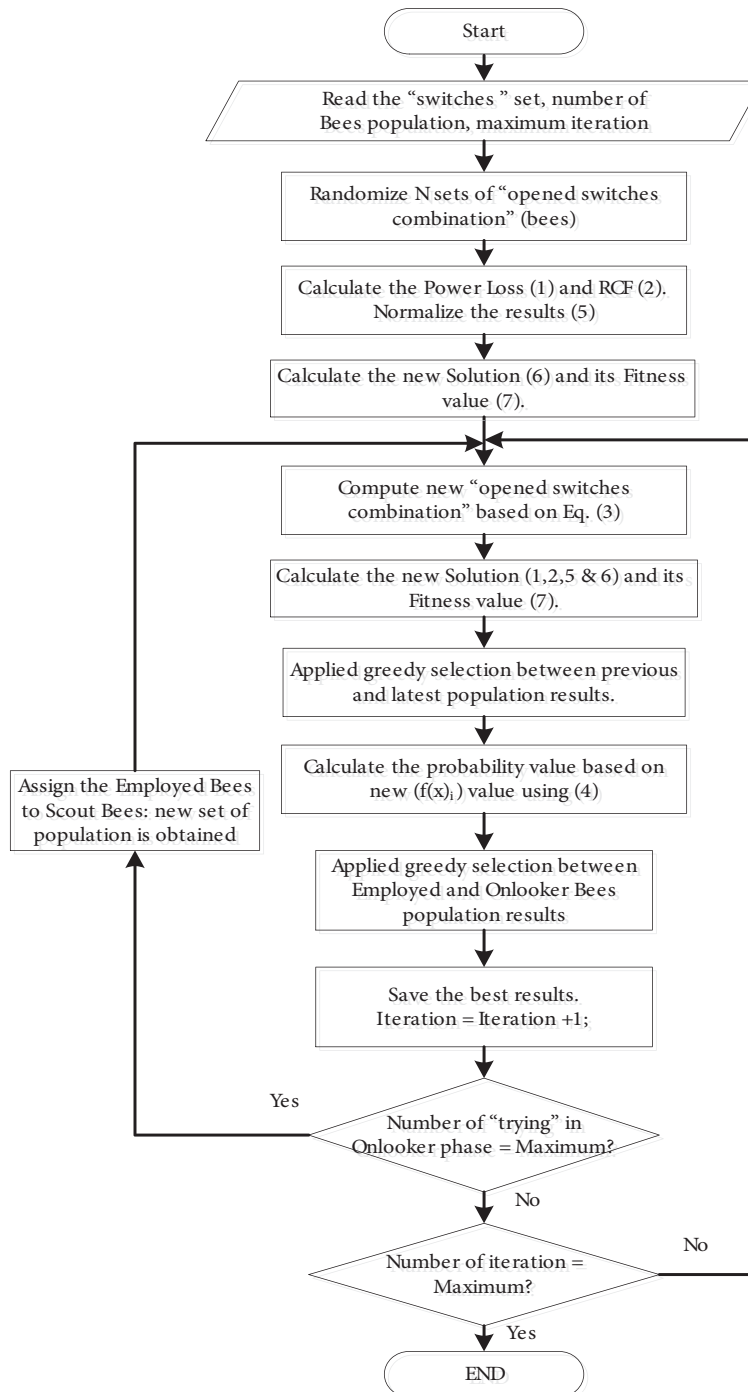 Start
Read the “switches ” set, number of
Bees population, maximum iteration
Randomize N sets of “opened switches
combination” (bees)
Calculate the Power Loss (1) and RCF (2).
Normalize the results (5)
Calculate the new Solution (6) and its Fitness
value (7).
Compute new “opened switches
combination” based on Eq. (3)
Calculate the new Solution (1,2,5 & 6) and its
Fitness value (7).
Applied greedy selection between previous
and latest population results.
Calculate the probability value based on
new (f(x)ᵢ) value using (4)
Assign the Employed Bees
to Scout Bees: new set of
population is obtained
Applied greedy selection between
Employed and Onlooker Bees
population results
Save the best results.
Iteration = Iteration +1;
Yes
Number of “trying” in
Onlooker phase = Maximum?
No
Number of iteration =
Maximum?
No
Yes
END